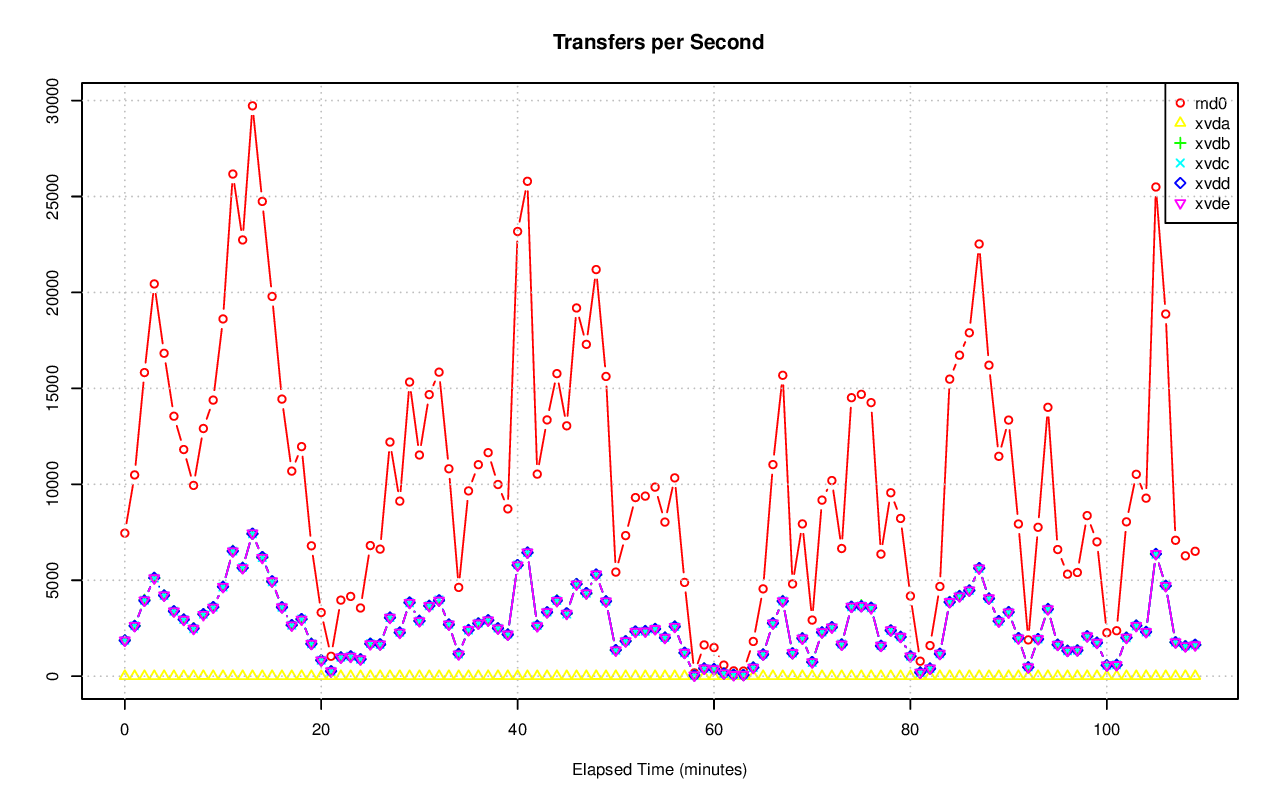 Transfers per Second
30000
25000
20000
15000
10000
5000
0
0 20 40 60 80 100
Elapsed Time (minutes)
md0
xvda
xvdb
xvdc
xvdd
xvde